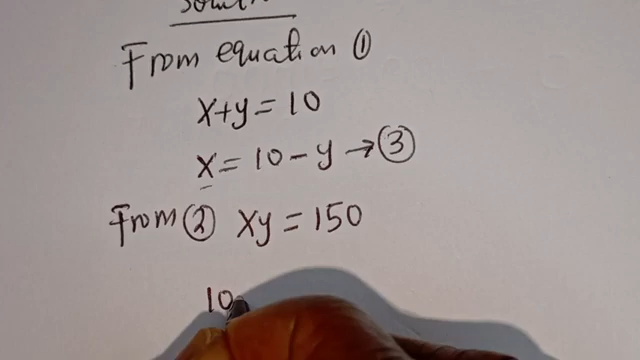 From equation ①
x+y=10
x=10-y→③
From ② xy=150
10